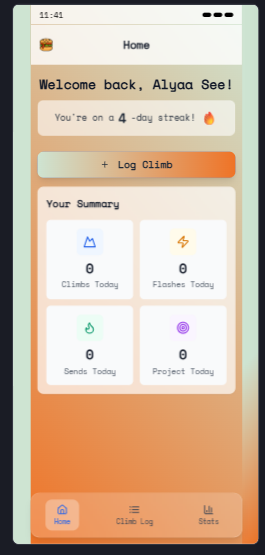 11:41
Home
Welcome back, Alyaa See!
You're on a 4 -day streak! 🔥
+ Log Climb
Your Summary
0
Climbs Today
0
Flashes Today
0
Sends Today
0
Project Today
Home
Climb Log
Stats